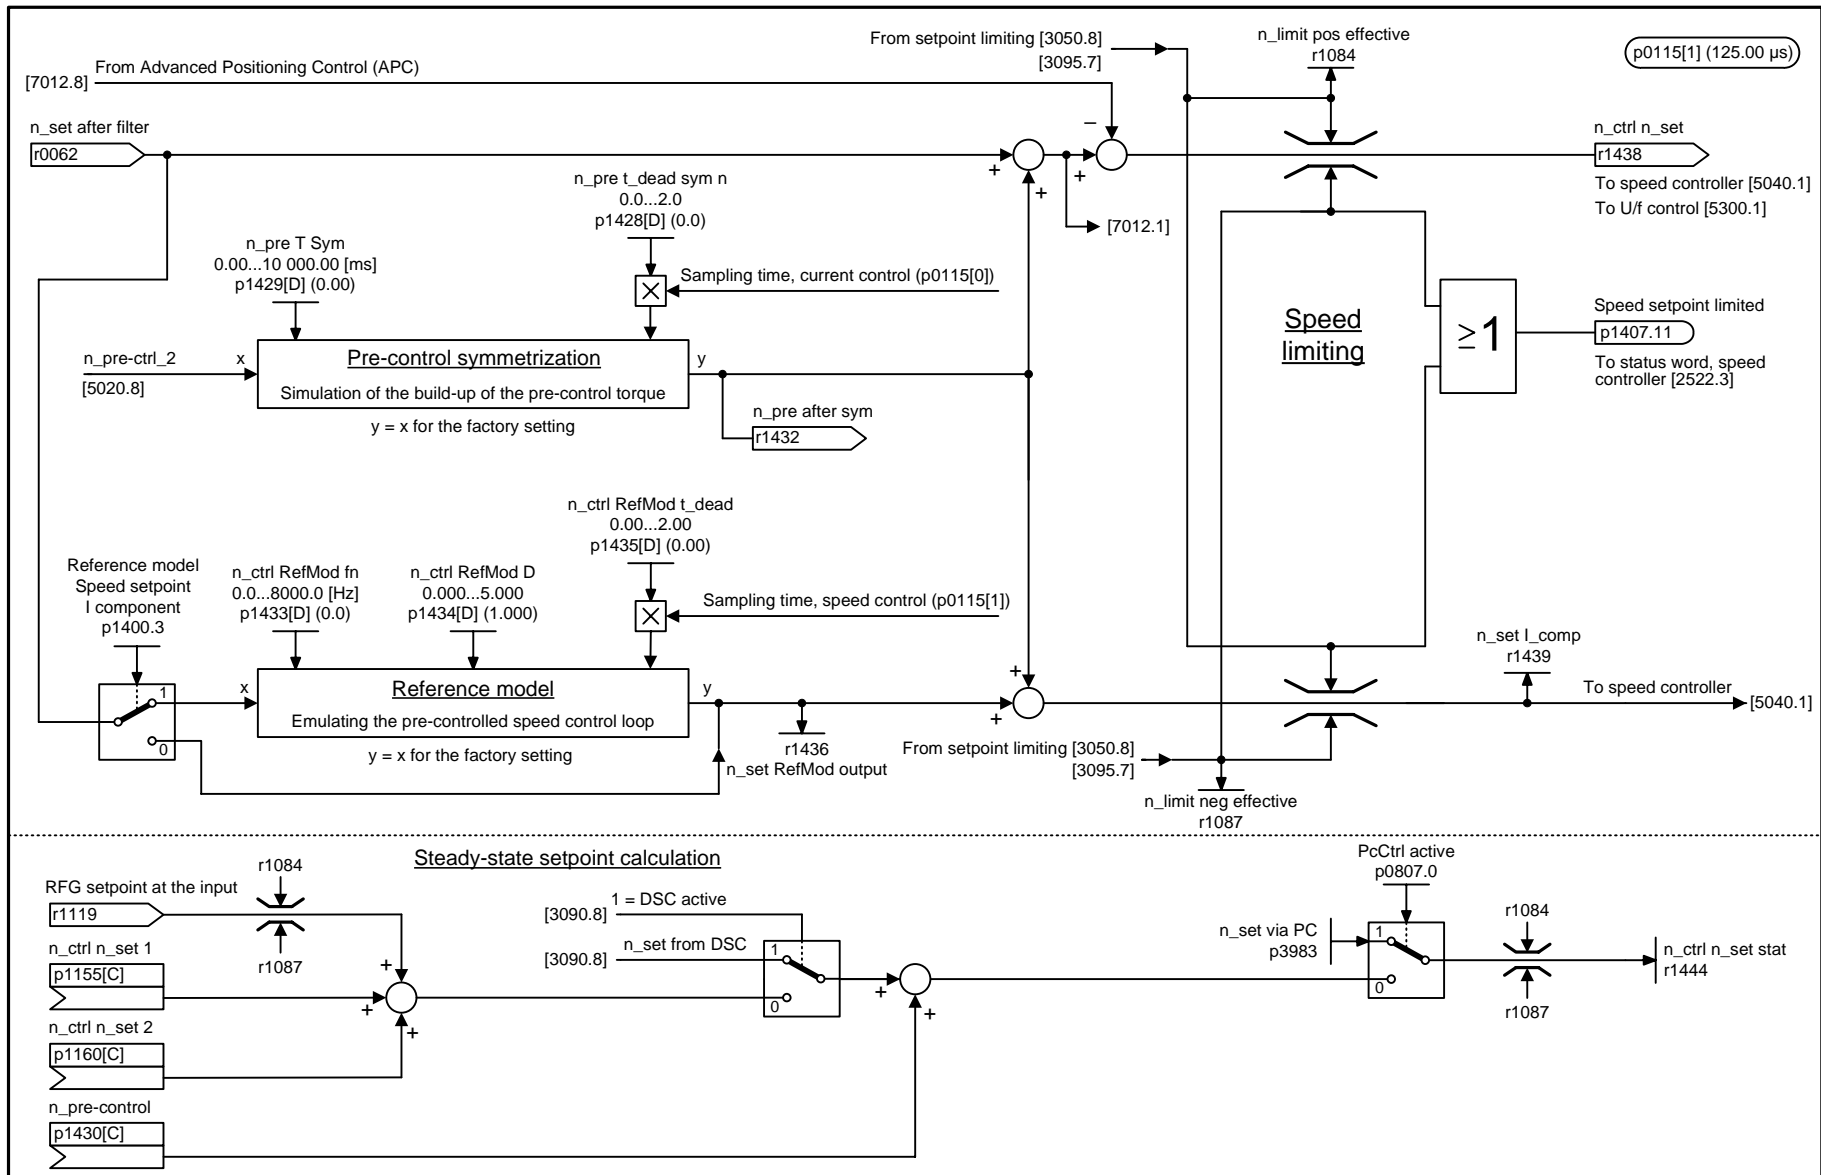 From setpoint limiting [3050.8]
[3095.7]
n_limit pos effective
r1084
p0115[1] (125.00 µs)
From Advanced Positioning Control (APC)
[7012.8]
n_set after filter
r0062
–
+
+
+
n_ctrl n_set
r1438
To speed controller [5040.1]
To U/f control [5300.1]
[7012.1]
n_pre t_dead sym n
0.0...2.0
p1428[D] (0.0)
n_pre T Sym
0.00...10 000.00 [ms]
p1429[D] (0.00)
Sampling time, current control (p0115[0])
n_pre-ctrl_2
[5020.8]
x
Pre-control symmetrization
Simulation of the build-up of the pre-control torque
y
y = x for the factory setting
n_pre after sym
r1432
Speed
limiting
≥1
Speed setpoint limited
p1407.11
To status word, speed
controller [2522.3]
n_ctrl RefMod t_dead
0.00...2.00
p1435[D] (0.00)
Reference model
Speed setpoint
I component
p1400.3
n_ctrl RefMod fn
0.0...8000.0 [Hz]
p1433[D] (0.0)
n_ctrl RefMod D
0.000...5.000
p1434[D] (1.000)
Sampling time, speed control (p0115[1])
1
0
x
Reference model
Emulating the pre-controlled speed control loop
y
y = x for the factory setting
r1436
n_set RefMod output
+
+
n_set I_comp
r1439
To speed controller
[5040.1]
From setpoint limiting [3050.8]
[3095.7]
n_limit neg effective
r1087
Steady-state setpoint calculation
RFG setpoint at the input
r1119
r1084
r1087
n_ctrl n_set 1
p1155[C]
n_ctrl n_set 2
p1160[C]
n_pre-control
p1430[C]
+
+
+
[3090.8]
1 = DSC active
[3090.8]
n_set from DSC
1
0
+
+
PcCtrl active
p0807.0
n_set via PC
p3983
1
0
r1084
r1087
n_ctrl n_set stat
r1444